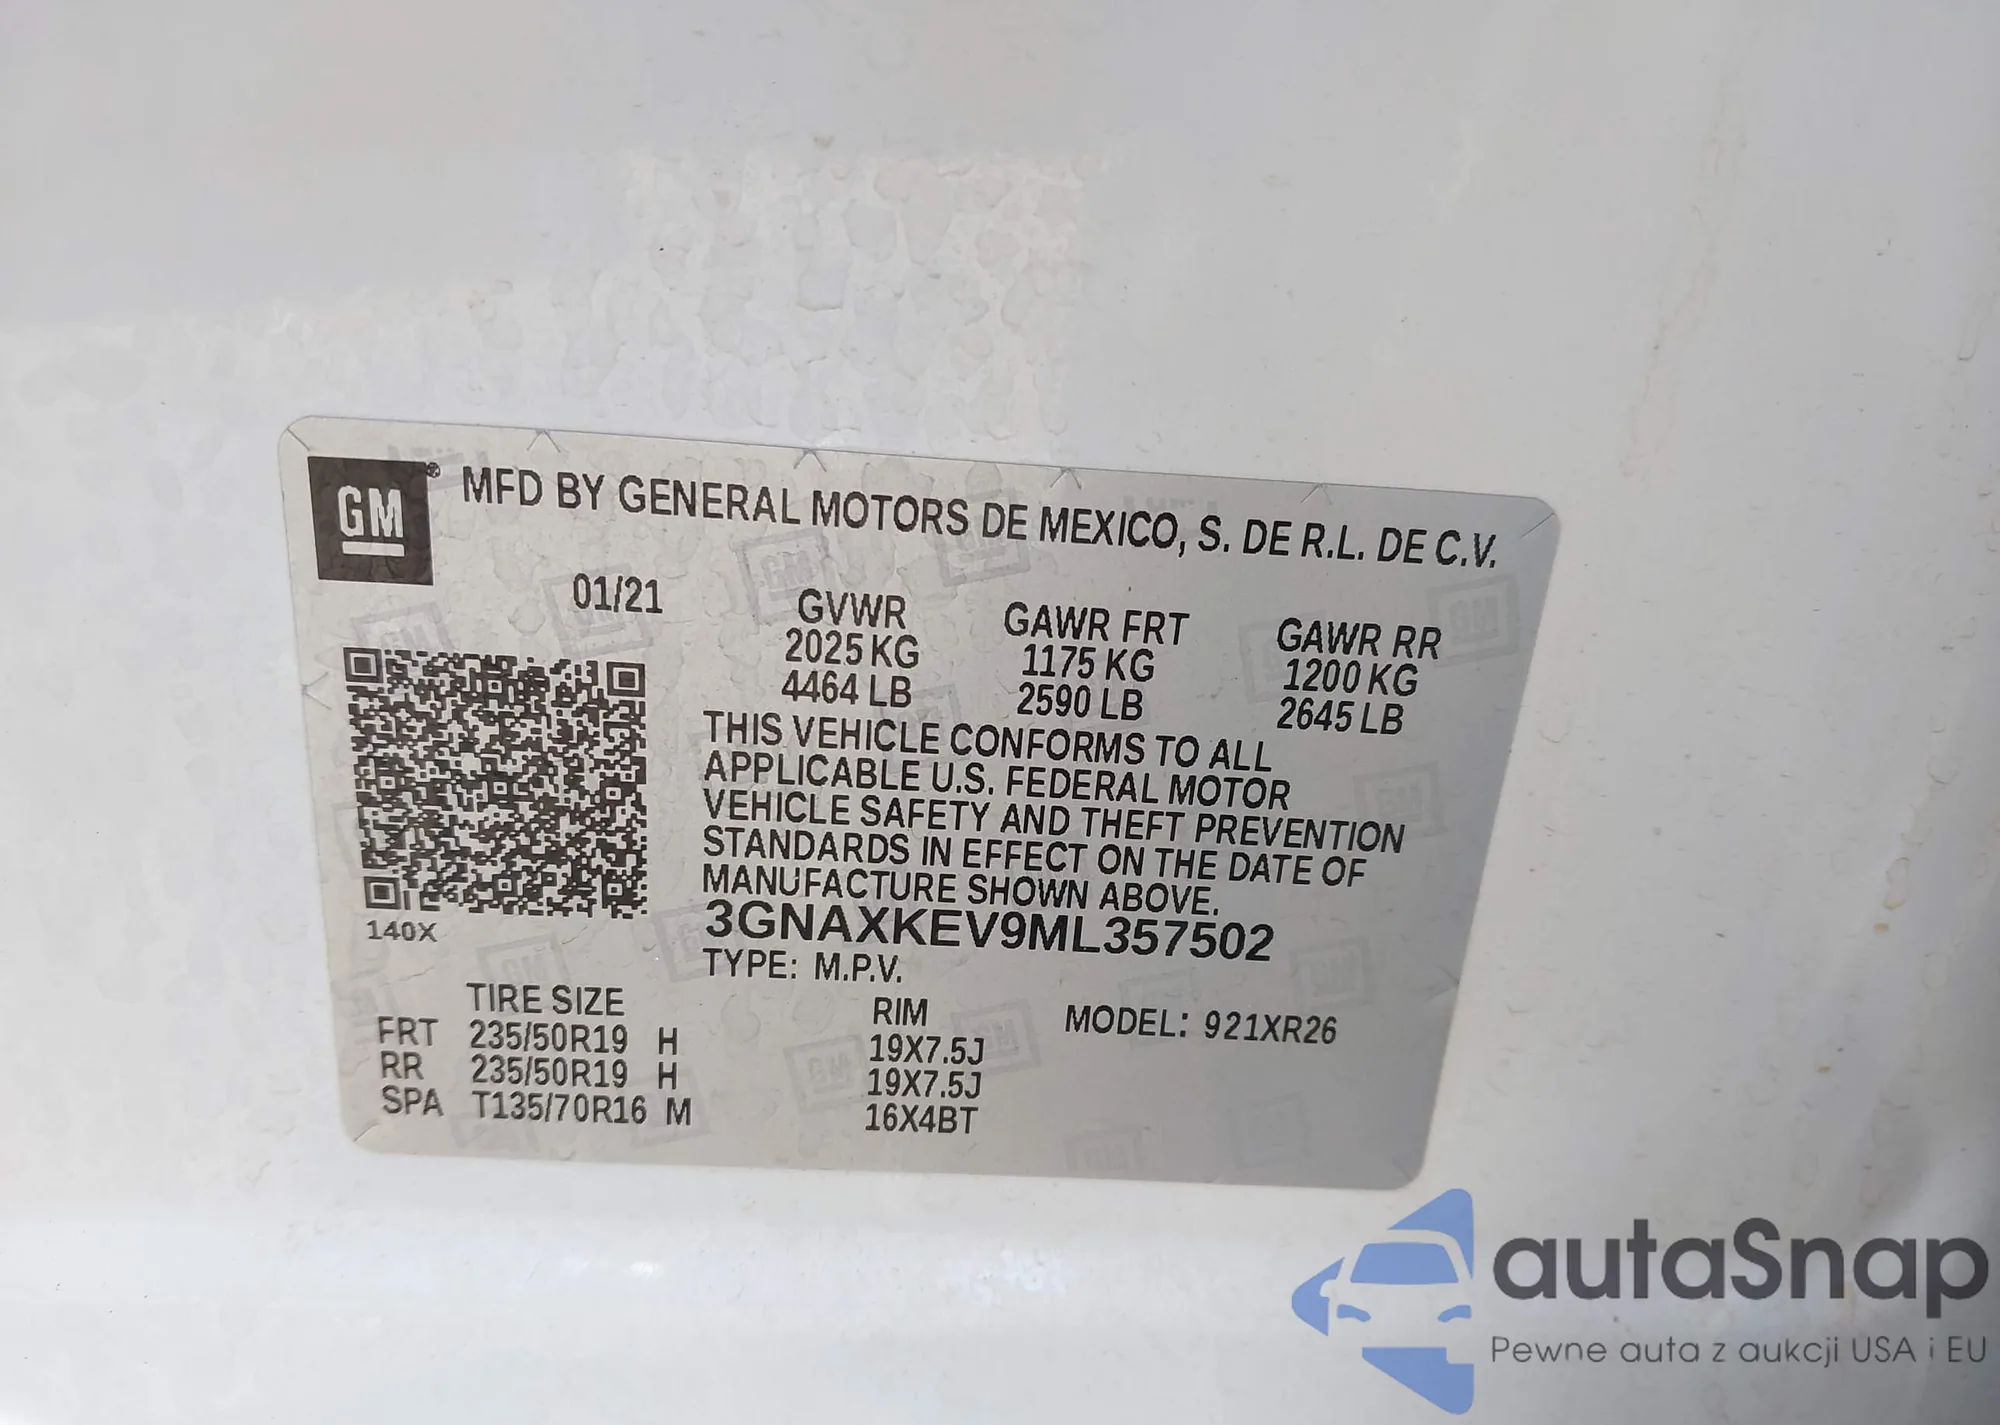 GM® MFD BY GENERAL MOTORS DE MEXICO, S. DE R.L. DE C.V.
01/21 GVWR GAWR FRT GAWR RR
2025 KG 1175 KG 1200 KG
4464 LB 2590 LB 2645 LB
THIS VEHICLE CONFORMS TO ALL
APPLICABLE U.S. FEDERAL MOTOR
VEHICLE SAFETY AND THEFT PREVENTION
STANDARDS IN EFFECT ON THE DATE OF
MANUFACTURE SHOWN ABOVE.
140X 3GNAXKEV9ML357502
TYPE: M.P.V.
TIRE SIZE RIM MODEL: 921XR26
FRT 235/50R19 H 19X7.5J
RR 235/50R19 H 19X7.5J
SPA T135/70R16 M 16X4BT
autaSnap
Pewne auta z aukcji USA i EU